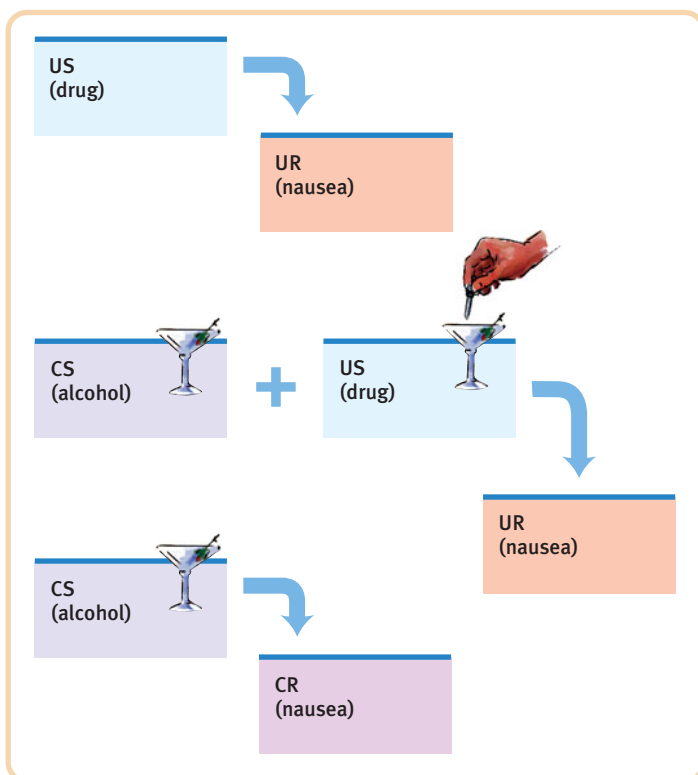 US
(drug)
UR
(nausea)
CS
(alcohol)
+
US
(drug)
UR
(nausea)
CS
(alcohol)
CR
(nausea)